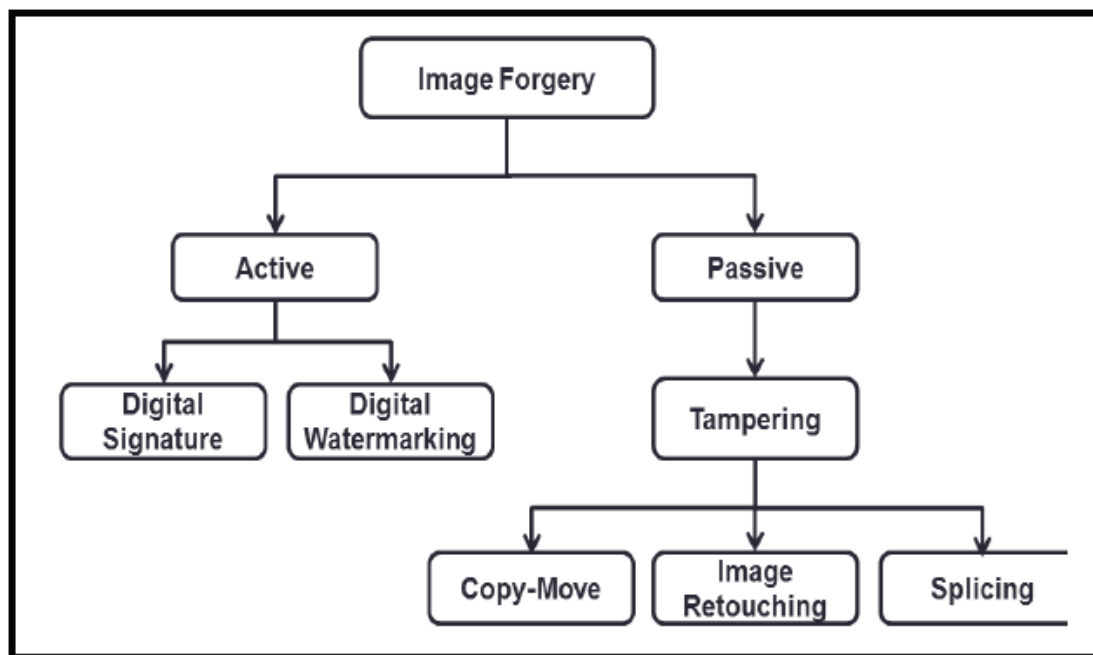 Image Forgery
Active
Passive
Digital
Signature
Digital
Watermarking
Tampering
Copy-Move
Image
Retouching
Splicing